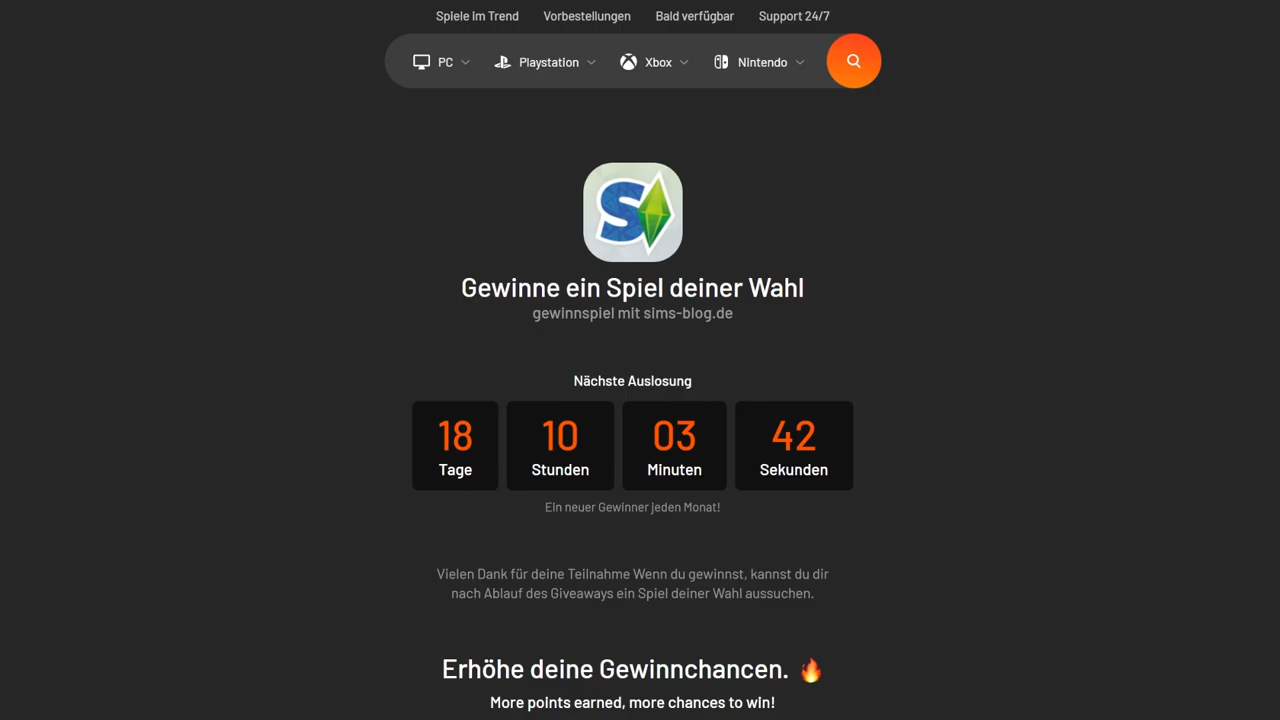 Spiele im Trend Vorbestellungen Bald verfügbar Support 24/7
PC Playstation Xbox Nintendo
S
Gewinne ein Spiel deiner Wahl
gewinnspiel mit sims-blog.de
Nächste Auslosung
18 10 03 42
Tage Stunden Minuten Sekunden
Ein neuer Gewinner jeden Monat!
Vielen Dank für deine Teilnahme Wenn du gewinnst, kannst du dir
nach Ablauf des Giveaways ein Spiel deiner Wahl aussuchen.
Erhöhe deine Gewinnchancen. 🔥
More points earned, more chances to win!